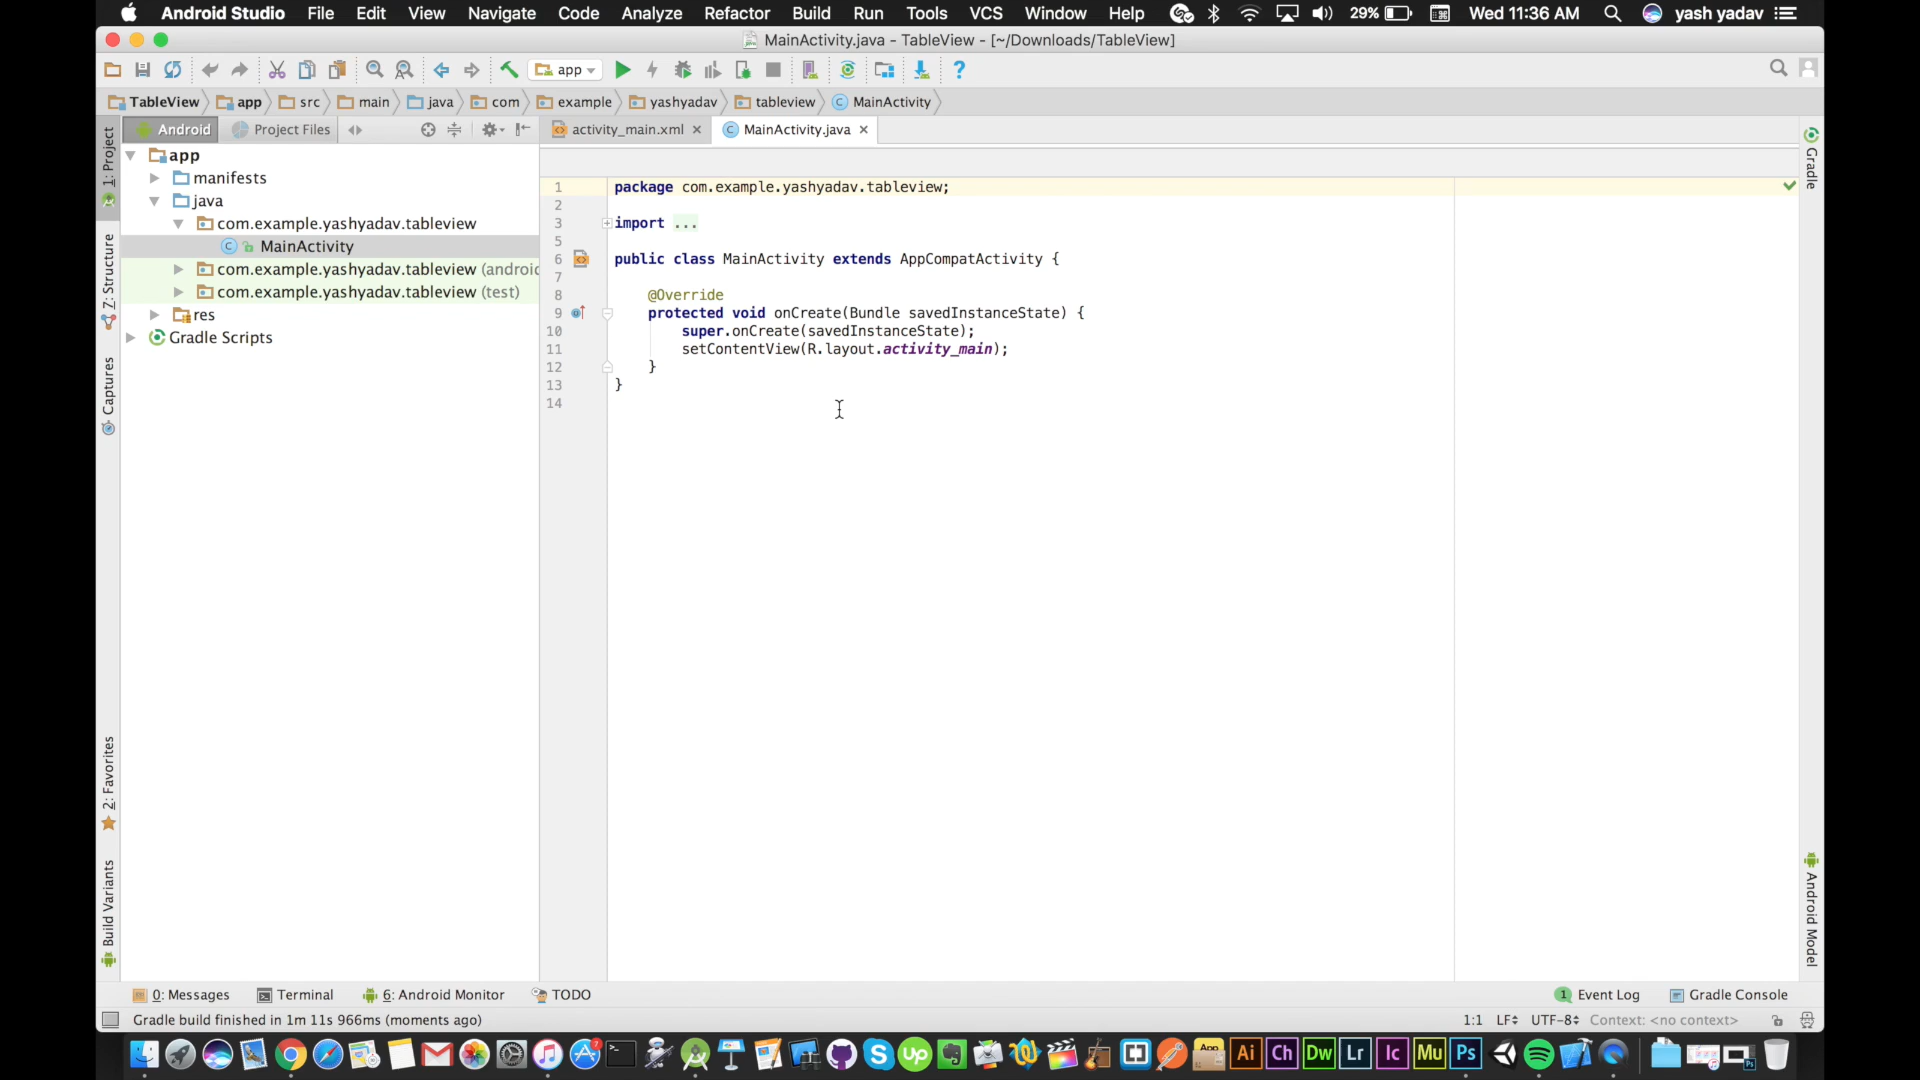 Android Studio File Edit View Navigate Code Analyze Refactor Build Run Tools VCS Window Help 29% Wed 11:36 AM yash yadav
MainActivity.java - TableView - [~/Downloads/TableView]
app
TableView app src main java com example yashyadav tableview MainActivity
Android Project Files activity_main.xml MainActivity.java
1: Project
Z: Structure
Captures
2: Favorites
Build Variants
app
manifests
java
com.example.yashyadav.tableview
MainActivity
com.example.yashyadav.tableview (android
com.example.yashyadav.tableview (test)
res
Gradle Scripts
1 package com.example.yashyadav.tableview;
2
3 import ...
5
6 public class MainActivity extends AppCompatActivity {
7
8 @Override
9 protected void onCreate(Bundle savedInstanceState) {
10 super.onCreate(savedInstanceState);
11 setContentView(R.layout.activity_main);
12 }
13 }
14
Gradle
Android Model
0: Messages Terminal 6: Android Monitor TODO 1 Event Log Gradle Console
Gradle build finished in 1m 11s 966ms (moments ago) 1:1 LF UTF-8 Context: <no context>
7 Up App Ai Ch Dw Lr Ic Mu Ps